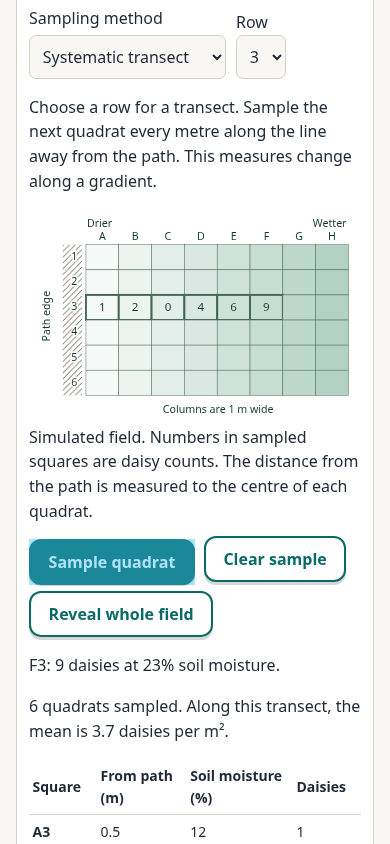 Sampling method
Row
Systematic transect
3
Choose a row for a transect. Sample the
next quadrat every metre along the line
away from the path. This measures change
along a gradient.
Drier
Wetter
A B C D E F G H
1
2
3 1 2 0 4 6 9
4
5
6
Path edge
Columns are 1 m wide
Simulated field. Numbers in sampled
squares are daisy counts. The distance from
the path is measured to the centre of each
quadrat.
Sample quadrat
Clear sample
Reveal whole field
F3: 9 daisies at 23% soil moisture.
6 quadrats sampled. Along this transect, the
mean is 3.7 daisies per m².
Square From path (m) Soil moisture (%) Daisies
A3 0.5 12 1